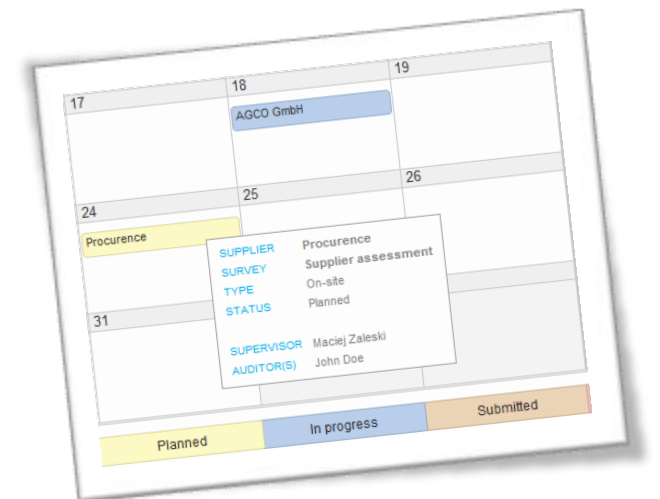 17 18 19
AGCO GmbH
24 25 26
Procurence
SUPPLIER Procurence
SURVEY Supplier assessment
TYPE On-site
STATUS Planned
31
SUPERVISOR Maciej Zaleski
AUDITOR(S) John Doe
Planned In progress Submitted